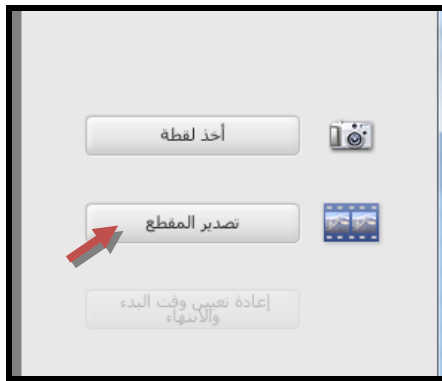 أخذ لقطة
تصدير المقطع
إعادة تعيين وقت البدء
والانتهاء